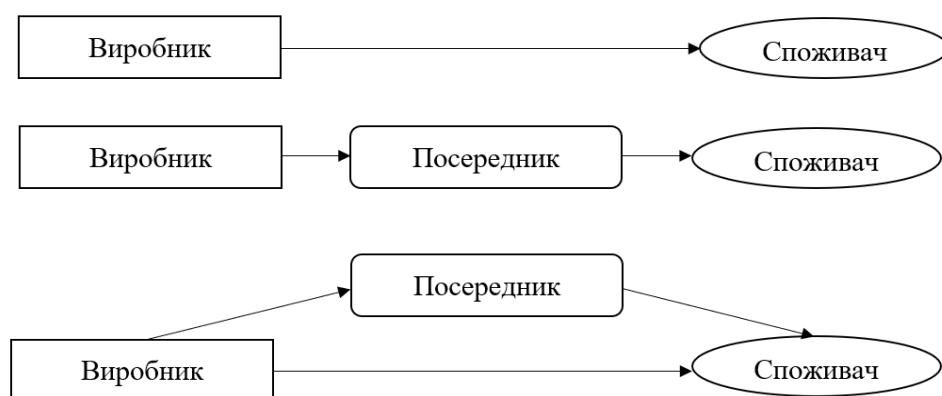 Виробник
Споживач
Виробник
Посередник
Споживач
Посередник
Виробник
Споживач